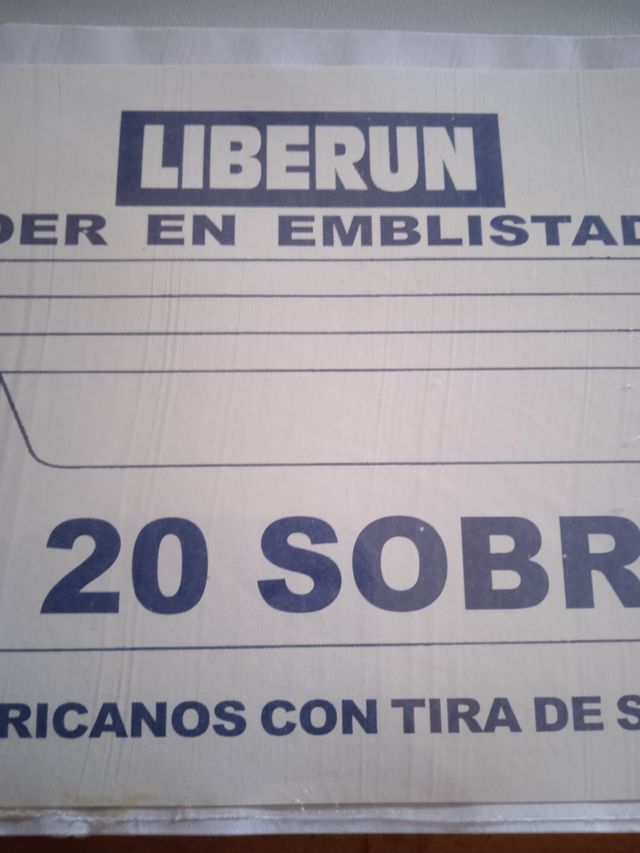 LIBERUN
DER EN EMBLISTAD
20 SOBR
RICANOS CON TIRA DE S